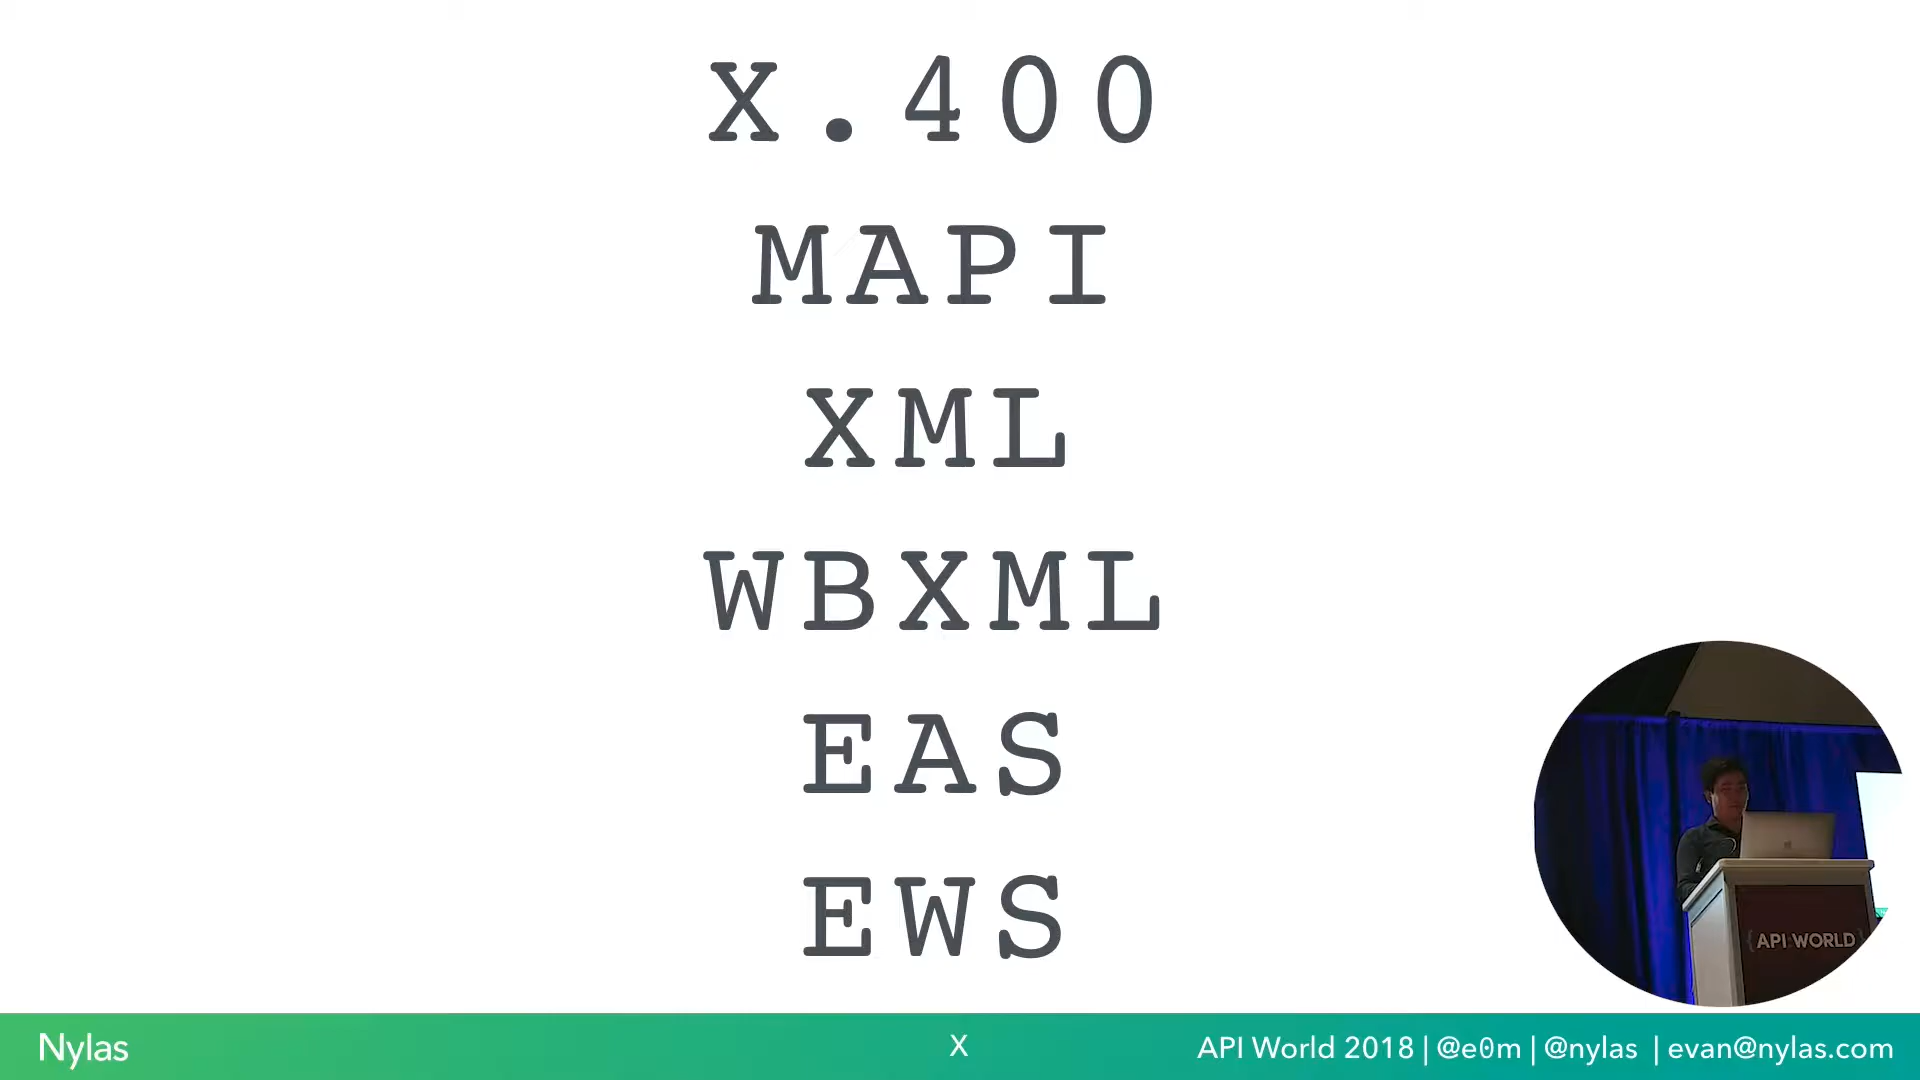 X.400
MAPI
XML
WBXML
EAS
EWS
{API:WORLD}
Nylas
X
API World 2018 | @e0m | @nylas | evan@nylas.com